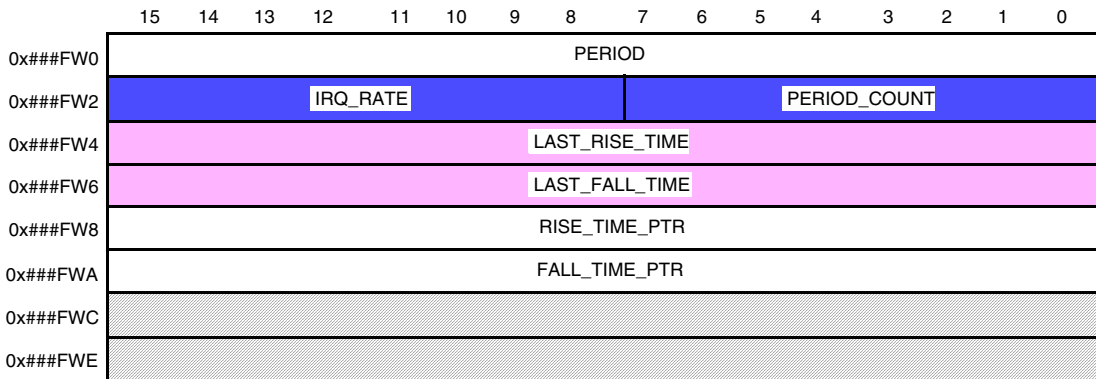 15 14 13 12 11 10 9 8 7 6 5 4 3 2 1 0
0x###FW0 PERIOD
0x###FW2 IRQ_RATE PERIOD_COUNT
0x###FW4 LAST_RISE_TIME
0x###FW6 LAST_FALL_TIME
0x###FW8 RISE_TIME_PTR
0x###FWA FALL_TIME_PTR
0x###FWC
0x###FWE